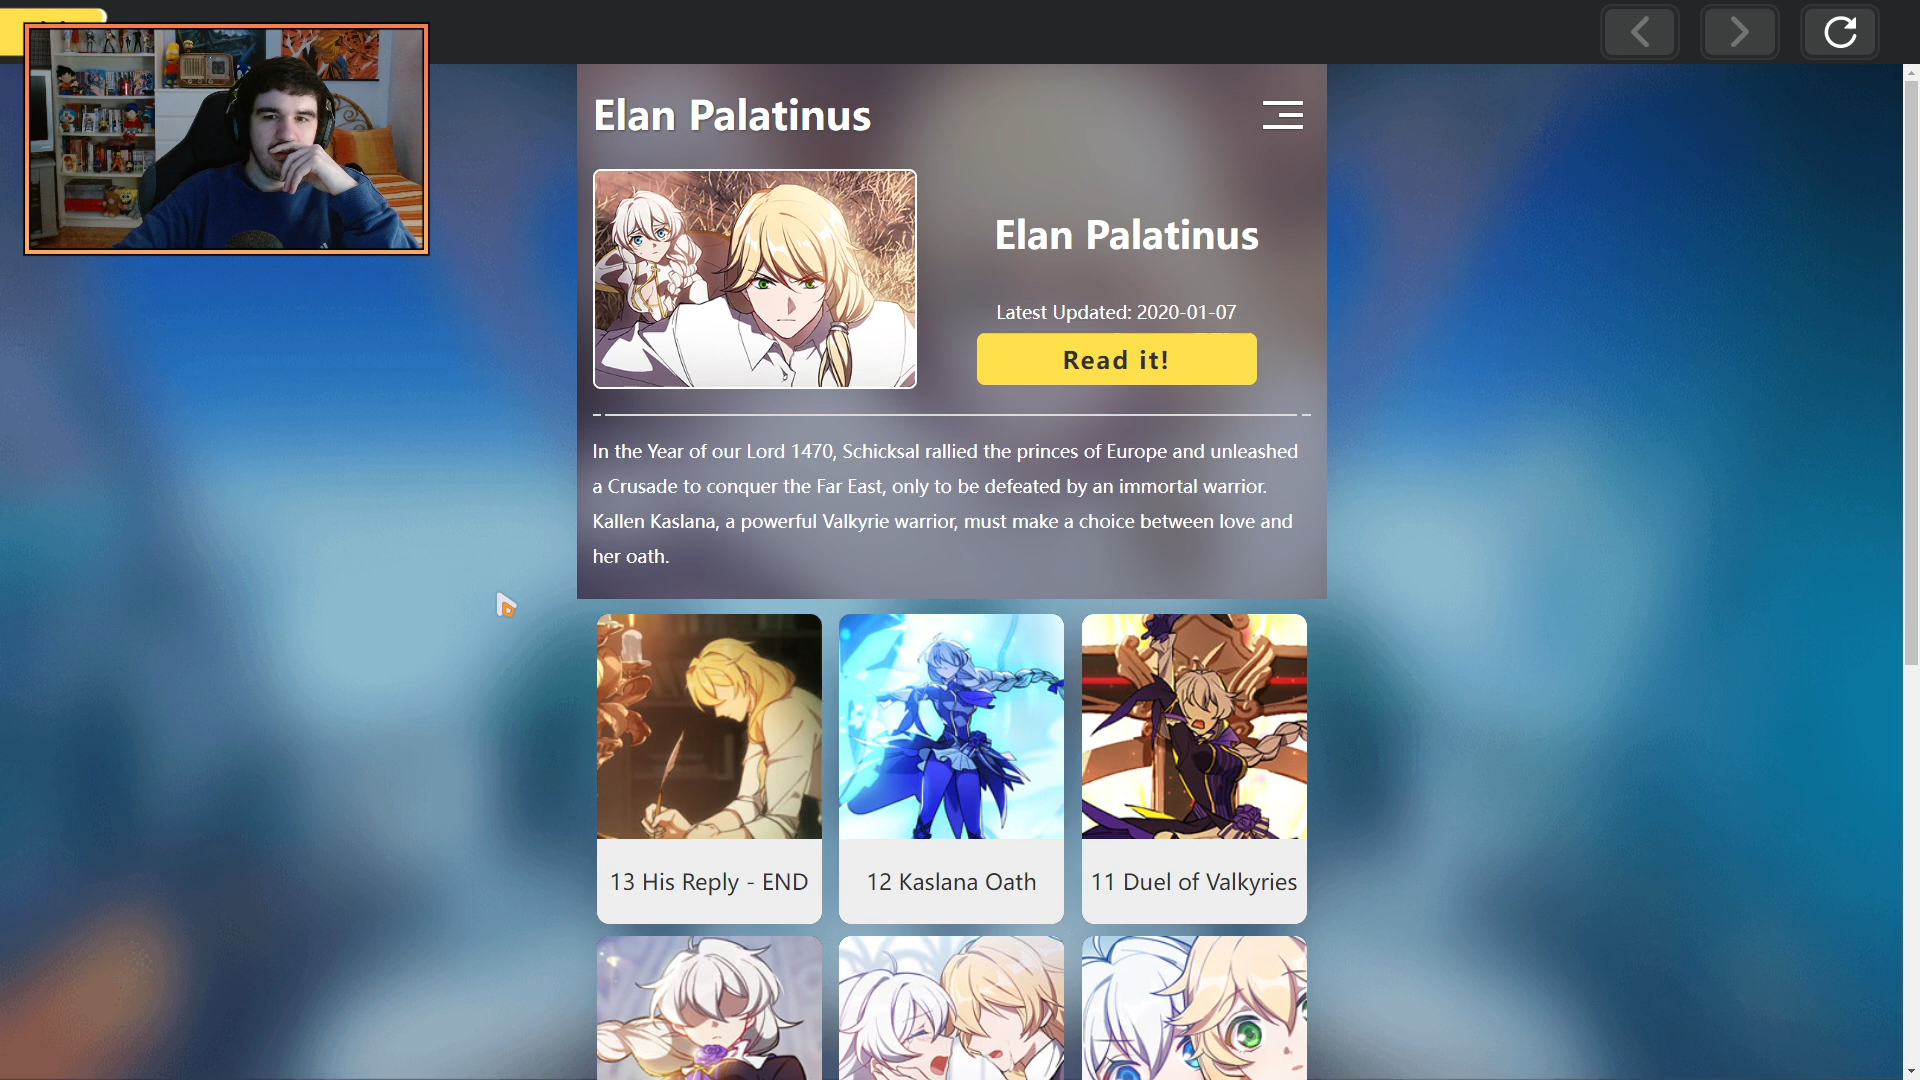 Elan Palatinus
Elan Palatinus
Latest Updated: 2020-01-07
Read it!
In the Year of our Lord 1470, Schicksal rallied the princes of Europe and unleashed
a Crusade to conquer the Far East, only to be defeated by an immortal warrior.
Kallen Kaslana, a powerful Valkyrie warrior, must make a choice between love and
her oath.
13 His Reply - END
12 Kaslana Oath
11 Duel of Valkyries